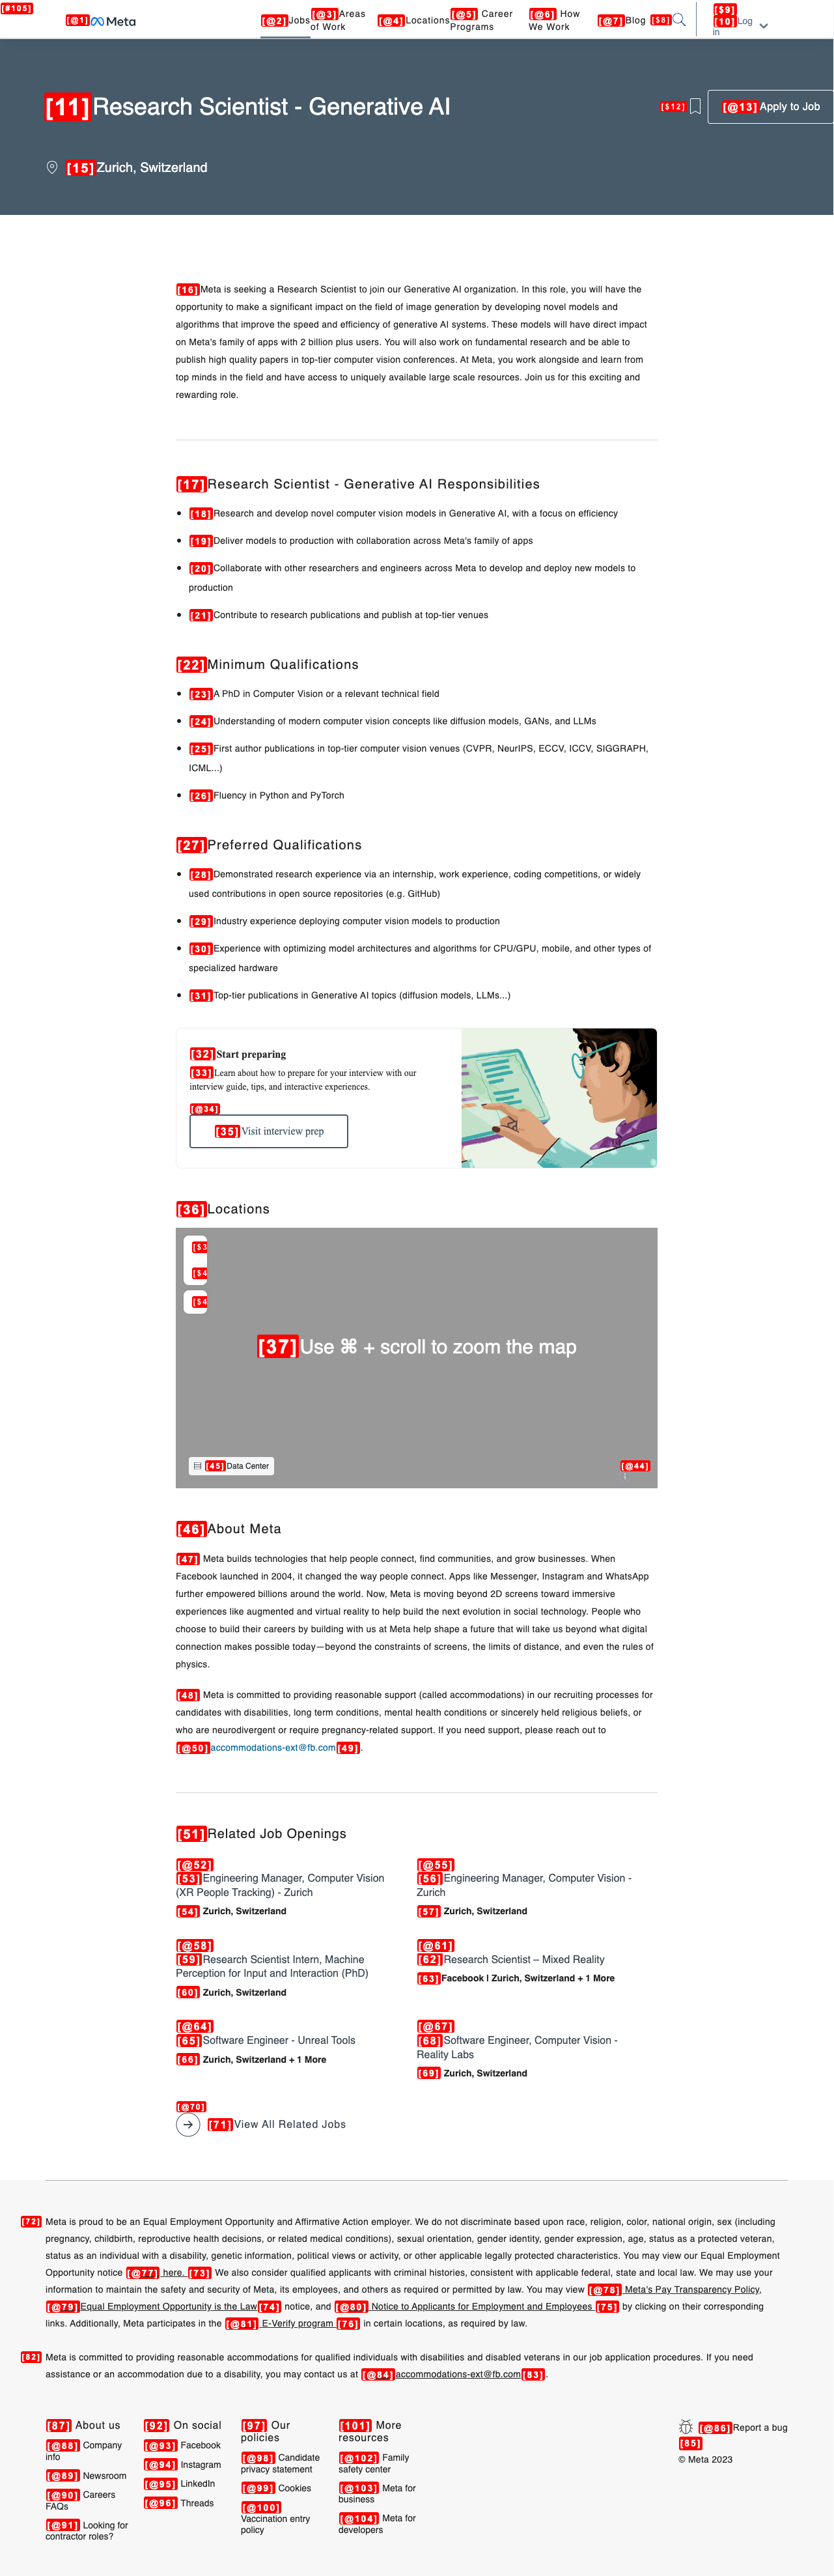 [#105]
[@1] Meta [@2]Jobs [@3]Areas of Work [@4]Locations [@5] Career Programs [@6] How We Work [@7]Blog [$8] [$9] [10]Log in
[11]Research Scientist - Generative AI
[$12] [@13]Apply to Job
[15]Zurich, Switzerland
[16]Meta is seeking a Research Scientist to join our Generative AI organization. In this role, you will have the
opportunity to make a significant impact on the field of image generation by developing novel models and
algorithms that improve the speed and efficiency of generative AI systems. These models will have direct impact
on Meta's family of apps with 2 billion plus users. You will also work on fundamental research and be able to
publish high quality papers in top-tier computer vision conferences. At Meta, you work alongside and learn from
top minds in the field and have access to uniquely available large scale resources. Join us for this exciting and
rewarding role.
[17]Research Scientist - Generative AI Responsibilities
[18]Research and develop novel computer vision models in Generative AI, with a focus on efficiency
[19]Deliver models to production with collaboration across Meta's family of apps
[20]Collaborate with other researchers and engineers across Meta to develop and deploy new models to
production
[21]Contribute to research publications and publish at top-tier venues
[22]Minimum Qualifications
[23]A PhD in Computer Vision or a relevant technical field
[24]Understanding of modern computer vision concepts like diffusion models, GANs, and LLMs
[25]First author publications in top-tier computer vision venues (CVPR, NeurIPS, ECCV, ICCV, SIGGRAPH,
ICML...)
[26]Fluency in Python and PyTorch
[27]Preferred Qualifications
[28]Demonstrated research experience via an internship, work experience, coding competitions, or widely
used contributions in open source repositories (e.g. GitHub)
[29]Industry experience deploying computer vision models to production
[30]Experience with optimizing model architectures and algorithms for CPU/GPU, mobile, and other types of
specialized hardware
[31]Top-tier publications in Generative AI topics (diffusion models, LLMs...)
[32]Start preparing
[33]Learn about how to prepare for your interview with our
interview guide, tips, and interactive experiences.
[@34]
[35]Visit interview prep
[36]Locations
[$3
[$4
[$4
[37]Use ⌘ + scroll to zoom the map
[45]Data Center
[@44]
[46]About Meta
[47] Meta builds technologies that help people connect, find communities, and grow businesses. When
Facebook launched in 2004, it changed the way people connect. Apps like Messenger, Instagram and WhatsApp
further empowered billions around the world. Now, Meta is moving beyond 2D screens toward immersive
experiences like augmented and virtual reality to help build the next evolution in social technology. People who
choose to build their careers by building with us at Meta help shape a future that will take us beyond what digital
connection makes possible today—beyond the constraints of screens, the limits of distance, and even the rules of
physics.
[48] Meta is committed to providing reasonable support (called accommodations) in our recruiting processes for
candidates with disabilities, long term conditions, mental health conditions or sincerely held religious beliefs, or
who are neurodivergent or require pregnancy-related support. If you need support, please reach out to
[@50]accommodations-ext@fb.com[49].
[51]Related Job Openings
[@52]
[53]Engineering Manager, Computer Vision
(XR People Tracking) - Zurich
[54] Zurich, Switzerland
[@55]
[56]Engineering Manager, Computer Vision -
Zurich
[57] Zurich, Switzerland
[@58]
[59]Research Scientist Intern, Machine
Perception for Input and Interaction (PhD)
[60] Zurich, Switzerland
[@61]
[62]Research Scientist – Mixed Reality
[63]Facebook | Zurich, Switzerland + 1 More
[@64]
[65]Software Engineer - Unreal Tools
[66] Zurich, Switzerland + 1 More
[@67]
[68]Software Engineer, Computer Vision -
Reality Labs
[69] Zurich, Switzerland
[@70]
[71]View All Related Jobs
[72] Meta is proud to be an Equal Employment Opportunity and Affirmative Action employer. We do not discriminate based upon race, religion, color, national origin, sex (including
pregnancy, childbirth, reproductive health decisions, or related medical conditions), sexual orientation, gender identity, gender expression, age, status as a protected veteran,
status as an individual with a disability, genetic information, political views or activity, or other applicable legally protected characteristics. You may view our Equal Employment
Opportunity notice [@77] here. [73] We also consider qualified applicants with criminal histories, consistent with applicable federal, state and local law. We may use your
information to maintain the safety and security of Meta, its employees, and others as required or permitted by law. You may view [@78] Meta's Pay Transparency Policy,
[@79]Equal Employment Opportunity is the Law[74] notice, and [@80] Notice to Applicants for Employment and Employees [75] by clicking on their corresponding
links. Additionally, Meta participates in the [@81] E-Verify program [76] in certain locations, as required by law.
[82] Meta is committed to providing reasonable accommodations for qualified individuals with disabilities and disabled veterans in our job application procedures. If you need
assistance or an accommodation due to a disability, you may contact us at [@84]accommodations-ext@fb.com[83].
[87] About us
[@88] Company
info
[@89] Newsroom
[@90] Careers
FAQs
[@91] Looking for
contractor roles?
[92] On social
[@93] Facebook
[@94] Instagram
[@95] LinkedIn
[@96] Threads
[97] Our
policies
[@98] Candidate
privacy statement
[@99] Cookies
[@100]
Vaccination entry
policy
[101] More
resources
[@102] Family
safety center
[@103] Meta for
business
[@104] Meta for
developers
[@86]Report a bug
[85]
© Meta 2023